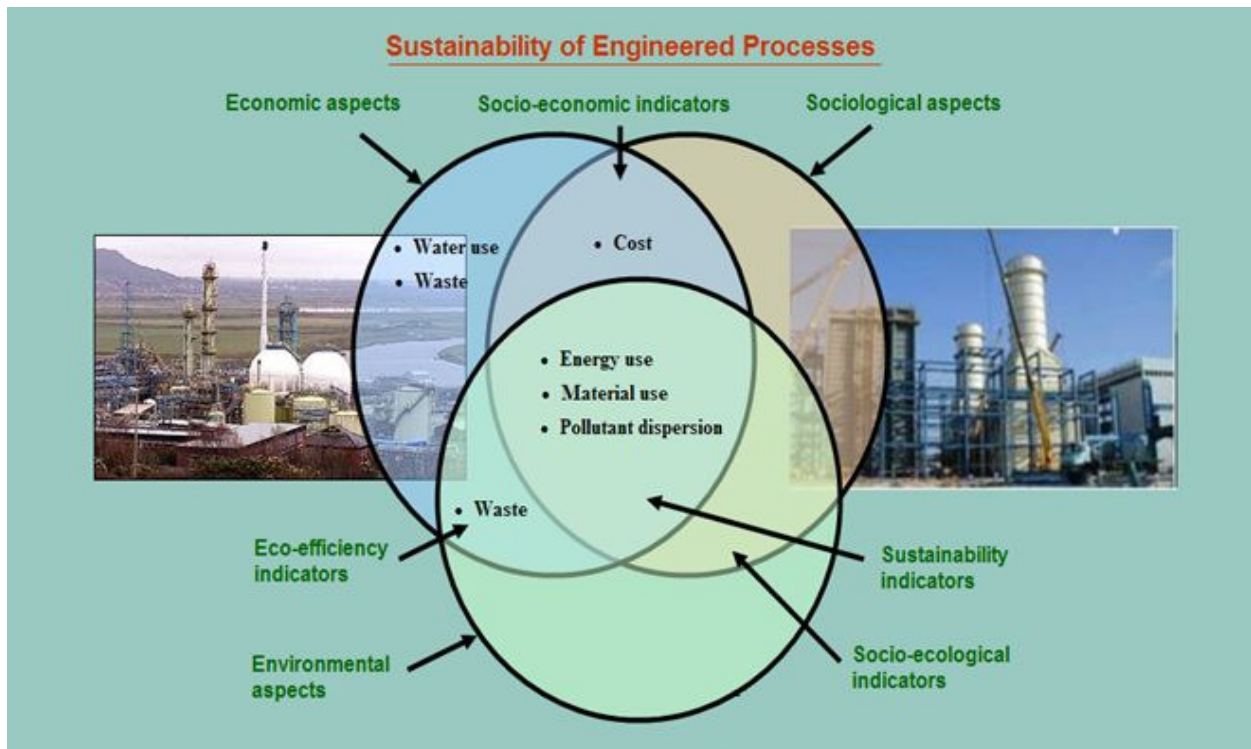 Sustainability of Engineered Processes
Economic aspects
Socio-economic indicators
Sociological aspects
• Water use
• Waste
• Cost
• Energy use
• Material use
• Pollutant dispersion
• Waste
Eco-efficiency
indicators
Sustainability
indicators
Environmental
aspects
Socio-ecological
indicators